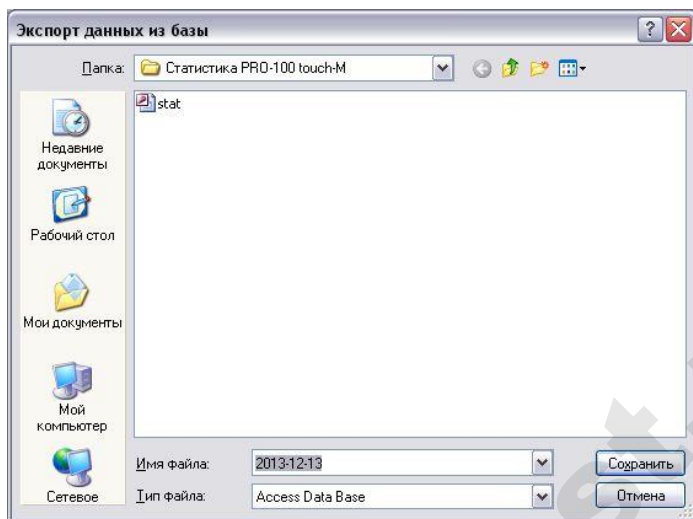 Экспорт данных из базы
Папка:
Статистика PRO-100 touch-M
stat
Недавние
документы
Рабочий стол
Мои документы
Мой
компьютер
Сетевое
Имя файла:
2013-12-13
Сохранить
Тип файла:
Access Data Base
Отмена